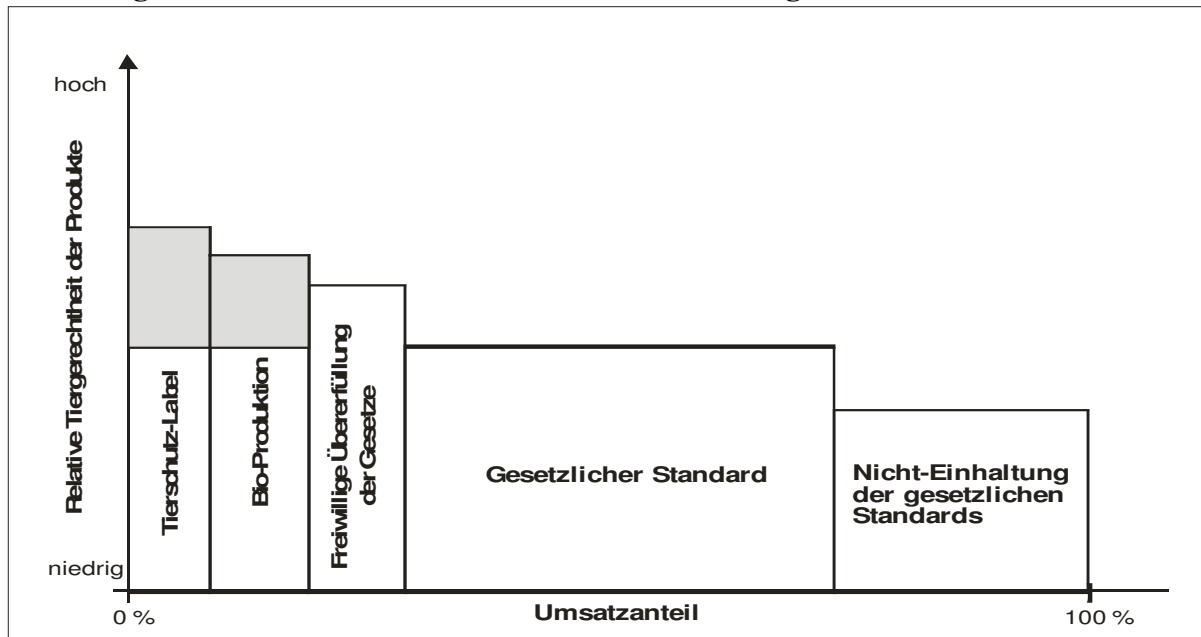 hoch
Relative Tiergerechtheit der Produkte
Tierschutz-Label
Bio-Produktion
Freiwillige Übererfüllung
der Gesetze
Gesetzlicher Standard
Nicht-Einhaltung
der gesetzlichen
Standards
niedrig
0 %
Umsatzanteil
100 %